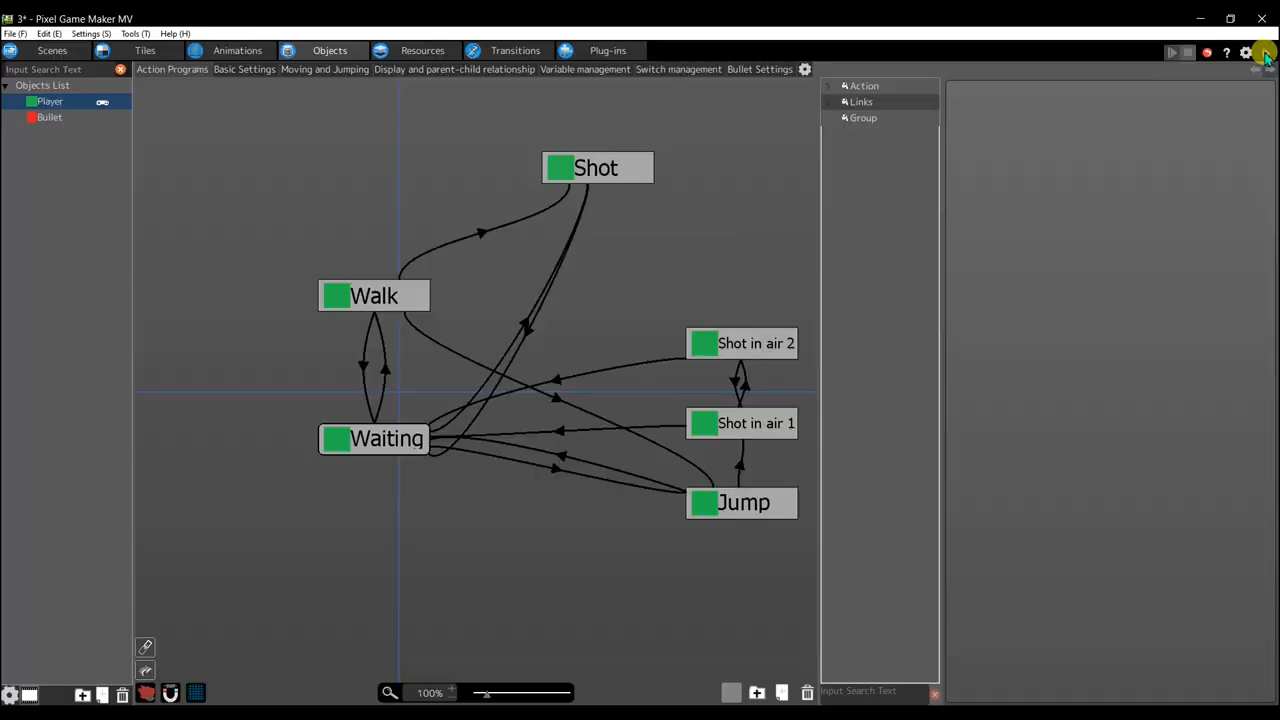 3* - Pixel Game Maker MV
File (F) Edit (E) Settings (S) Tools (T) Help (H)
Scenes Tiles Animations Objects Resources Transitions Plug-ins
Input Search Text Action Programs Basic Settings Moving and Jumping Display and parent-child relationship Variable management Switch management Bullet Settings
Objects List
Action
Player
Links
Bullet
Group
Shot
Walk
Shot in air 2
Shot in air 1
Waiting
Jump
100%
Input Search Text